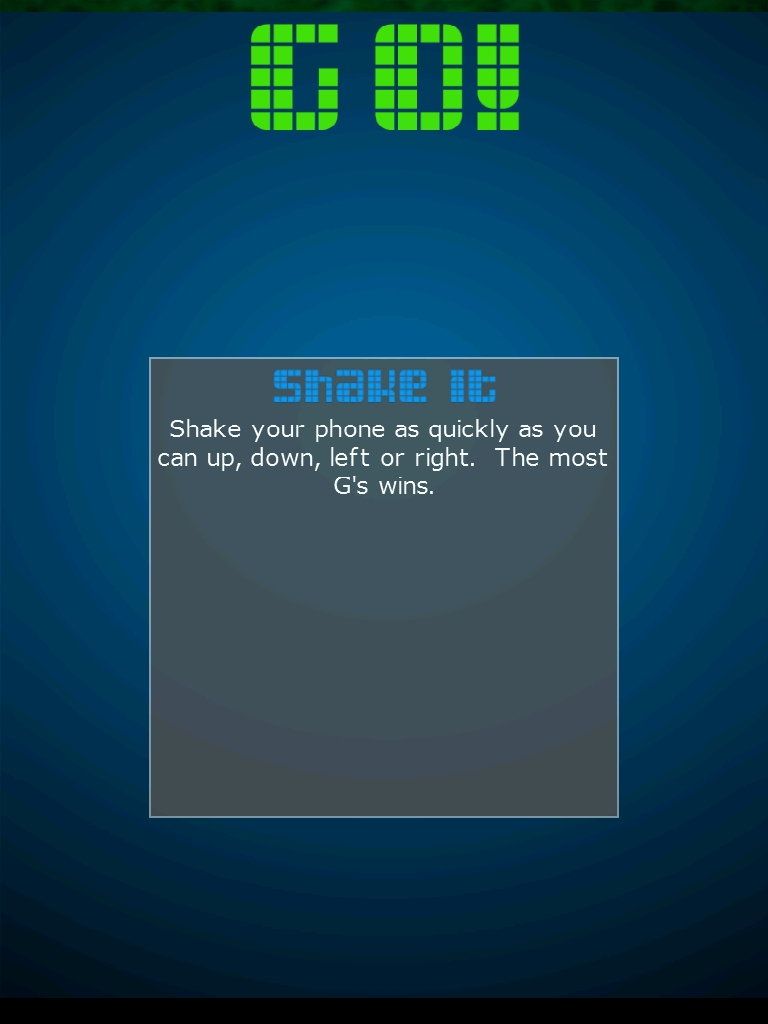 GO!
Shake It
Shake your phone as quickly as you
can up, down, left or right.  The most
G's wins.